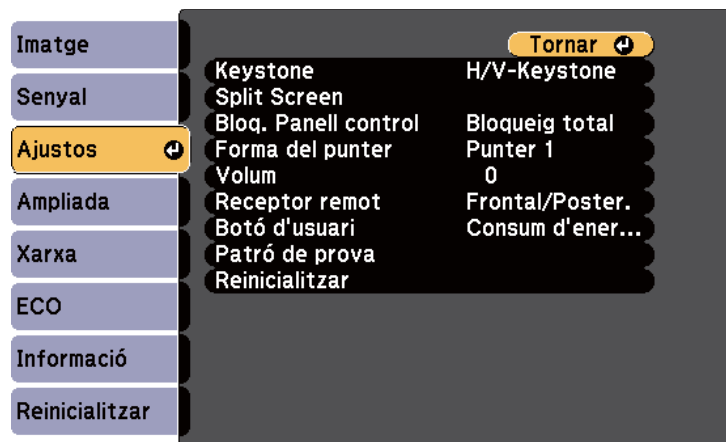 Imatge
Senyal
Ajustos
Ampliada
Xarxa
ECO
Informació
Reinicialitzar
Tornar
Keystone H/V-Keystone
Split Screen
Bloq. Panell control Bloqueig total
Forma del punter Punter 1
Volum 0
Receptor remot Frontal/Poster.
Botó d'usuari Consum d'ener...
Patró de prova
Reinicialitzar